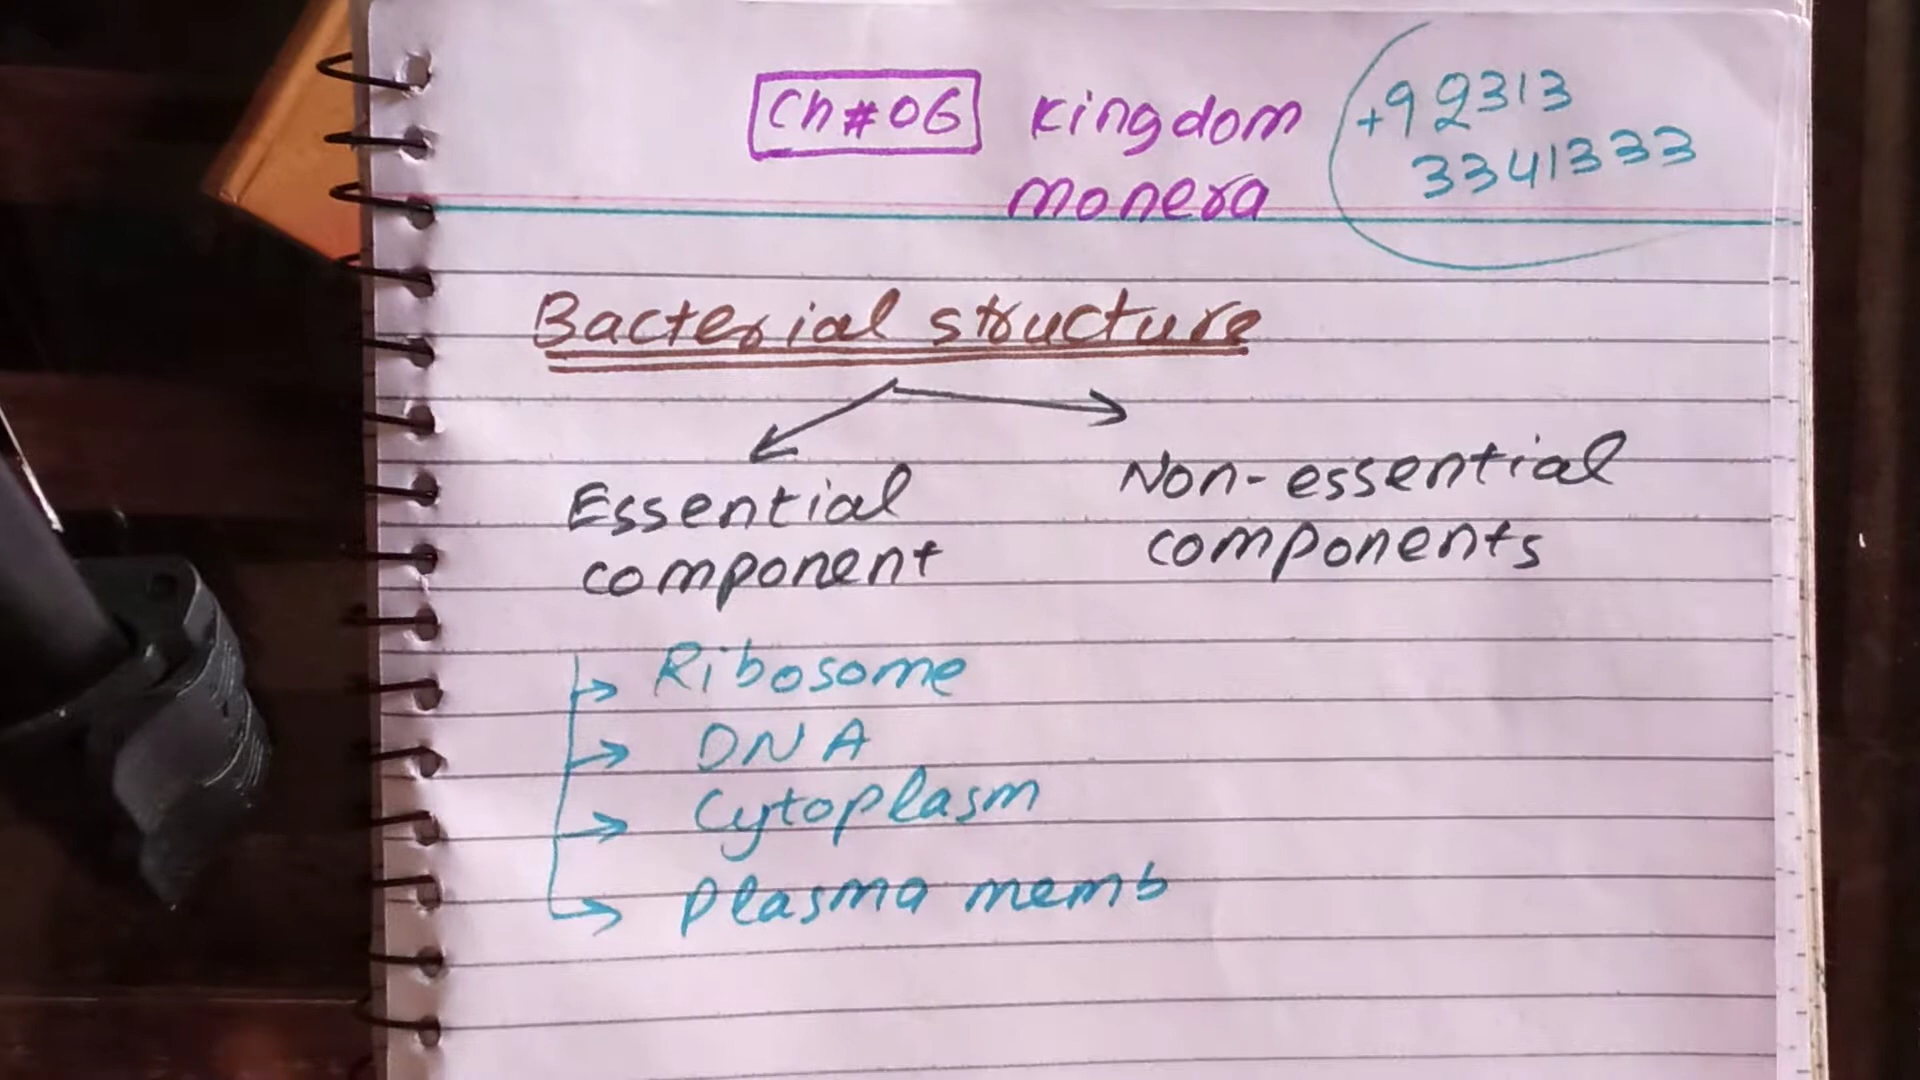 Ch#06 Kingdom
monera
+92313
3341333
Bacterial structure
Essential
component
Non-essential
components
Ribosome
DNA
Cytoplasm
Plasma memb